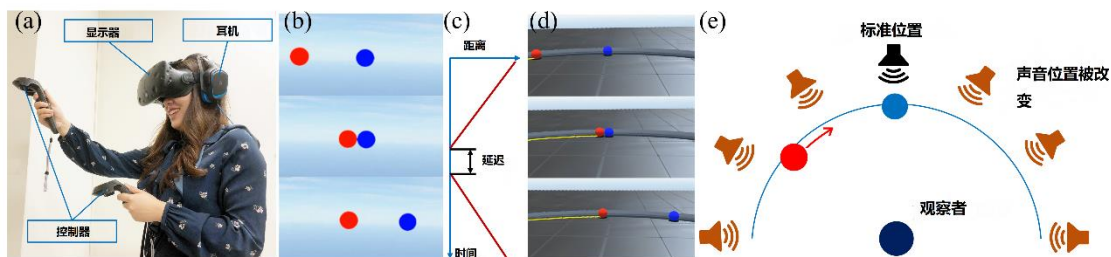 (a)
显示器
耳机
控制器
(b)
(c)
距离
延迟
时间
(d)
(e)
标准位置
声音位置被改
变
观察者